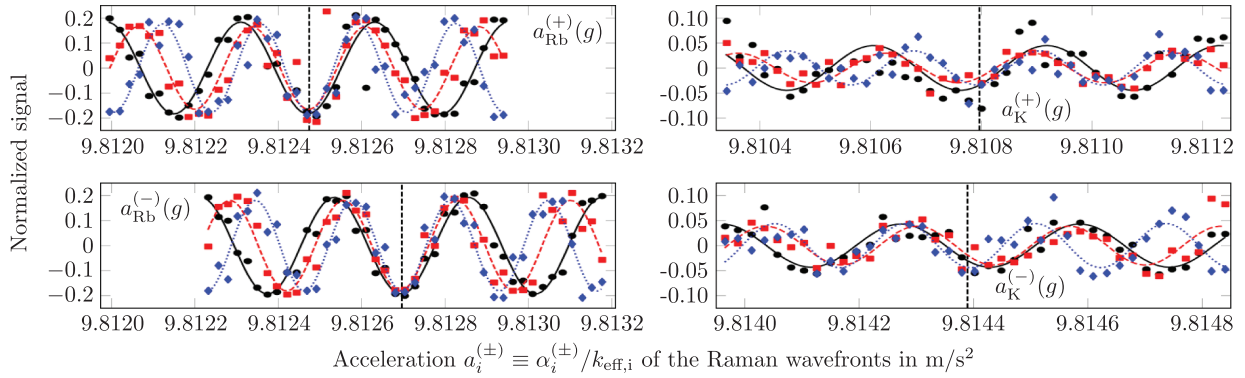 Normalized signal
0.2
0.1
0
−0.1
−0.2
a_Rb^(+)(g)
9.8120 9.8122 9.8124 9.8126 9.8128 9.8130 9.8132
0.10
0.05
0
-0.05
-0.10
a_K^(+)(g)
9.8104 9.8106 9.8108 9.8110 9.8112
0.2
0.1
0
−0.1
−0.2
a_Rb^(-)(g)
9.8120 9.8122 9.8124 9.8126 9.8128 9.8130 9.8132
0.10
0.05
0
-0.05
-0.10
a_K^(-)(g)
9.8140 9.8142 9.8144 9.8146 9.8148
Acceleration a_i^(±) ≡ α_i^(±)/k_eff,i of the Raman wavefronts in m/s²